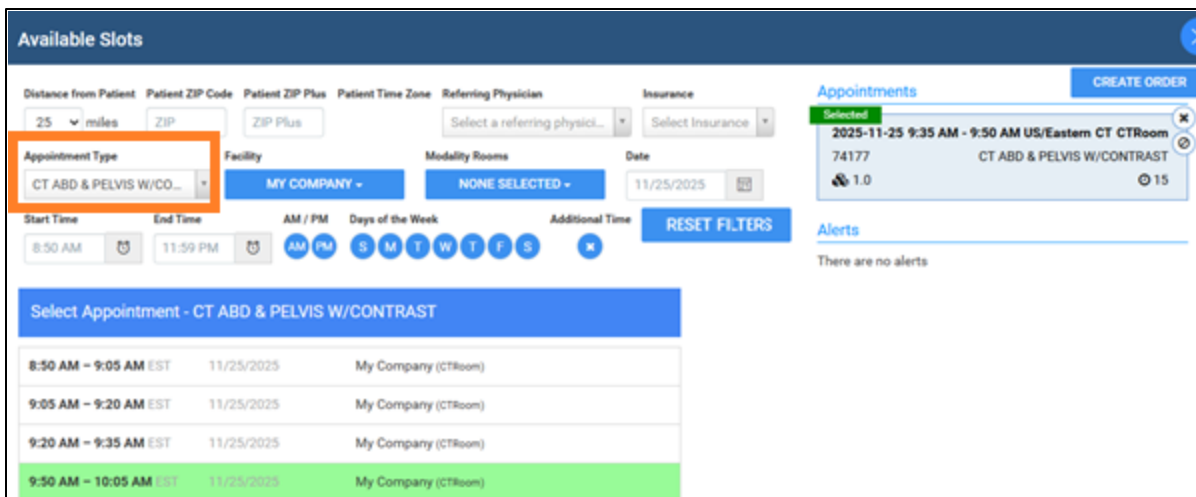 Available Slots
CREATE ORDER
Distance from Patient Patient ZIP Code Patient ZIP Plus Patient Time Zone Referring Physician Insurance
25 miles ZIP ZIP Plus Select a referring physici... Select Insurance
Appointment Type Facility Modality Rooms Date
CT ABD & PELVIS W/CO... MY COMPANY NONE SELECTED 11/25/2025
Start Time End Time AM / PM Days of the Week Additional Time
8:50 AM 11:59 PM AM PM S M T W T F S RESET FILTERS
Appointments
Selected
2025-11-25 9:35 AM - 9:50 AM US/Eastern CT CTRoom
74177 CT ABD & PELVIS W/CONTRAST
1.0 15
Alerts
There are no alerts
Select Appointment - CT ABD & PELVIS W/CONTRAST
8:50 AM – 9:05 AM EST 11/25/2025 My Company (CTRoom)
9:05 AM – 9:20 AM EST 11/25/2025 My Company (CTRoom)
9:20 AM – 9:35 AM EST 11/25/2025 My Company (CTRoom)
9:50 AM – 10:05 AM EST 11/25/2025 My Company (CTRoom)